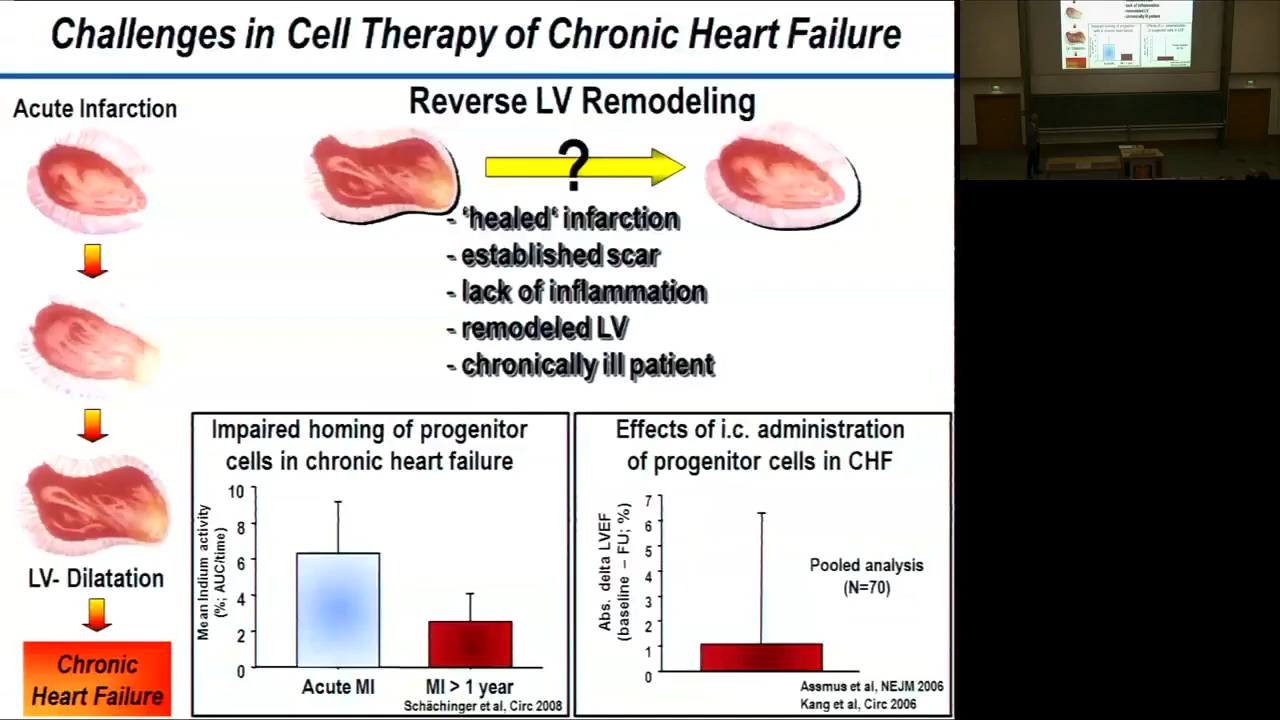 Challenges in Cell Therapy of Chronic Heart Failure
Acute Infarction
LV- Dilatation
Chronic
Heart Failure
Reverse LV Remodeling
?
- 'healed' infarction
- established scar
- lack of inflammation
- remodeled LV
- chronically ill patient
Impaired homing of progenitor
cells in chronic heart failure
Mean Indium activity
(%; AUC/time)
10
8
6
4
2
0
Acute MI
MI > 1 year
Schächinger et al, Circ 2008
Effects of i.c. administration
of progenitor cells in CHF
Abs. delta LVEF
(baseline – FU; %)
7
6
5
4
3
2
1
0
Pooled analysis
(N=70)
Assmus et al, NEJM 2006
Kang et al, Circ 2006